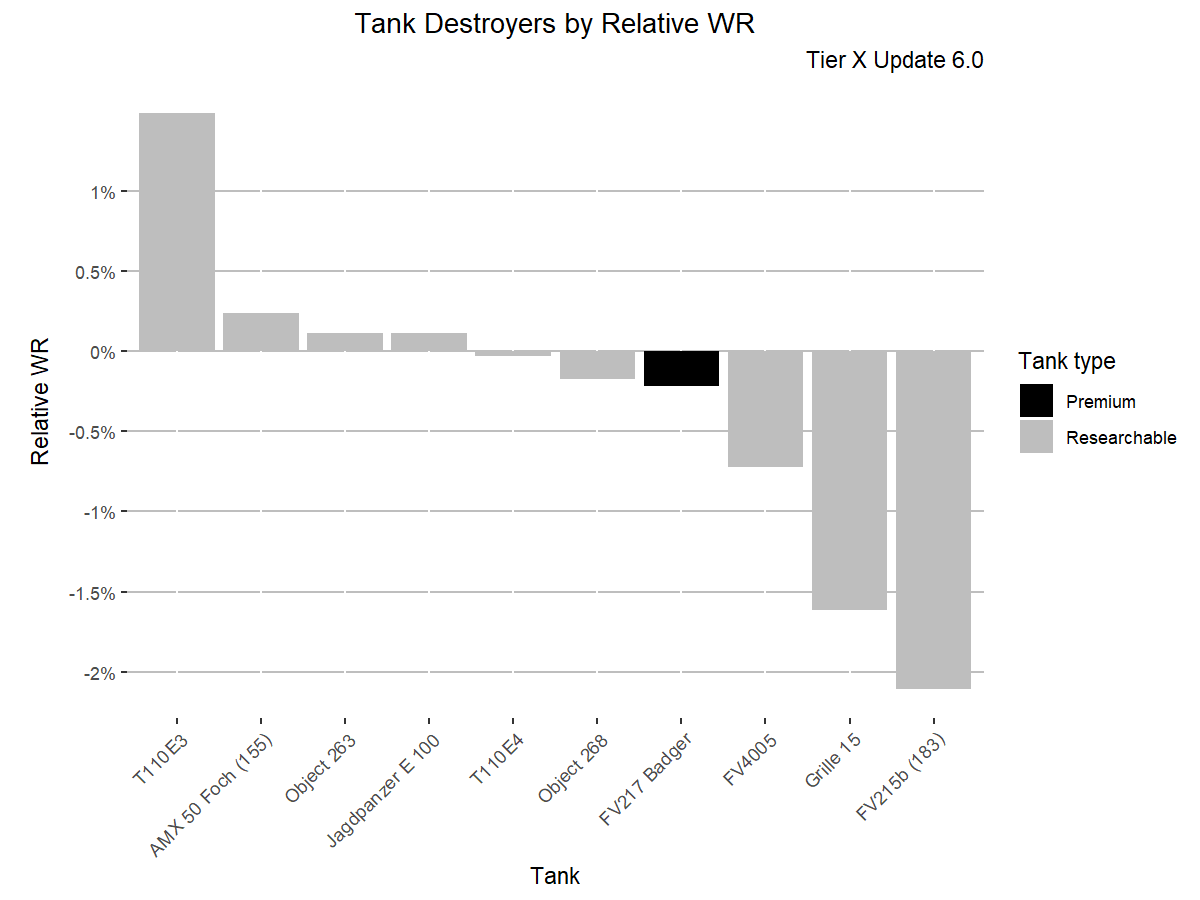 Tank Destroyers by Relative WR
Tier X Update 6.0
Relative WR
1%
0.5%
0%
-0.5%
-1%
-1.5%
-2%
T110E3
AMX 50 Foch (155)
Object 263
Jagdpanzer E 100
T110E4
Object 268
FV217 Badger
FV4005
Grille 15
FV215b (183)
Tank
Tank type
Premium
Researchable